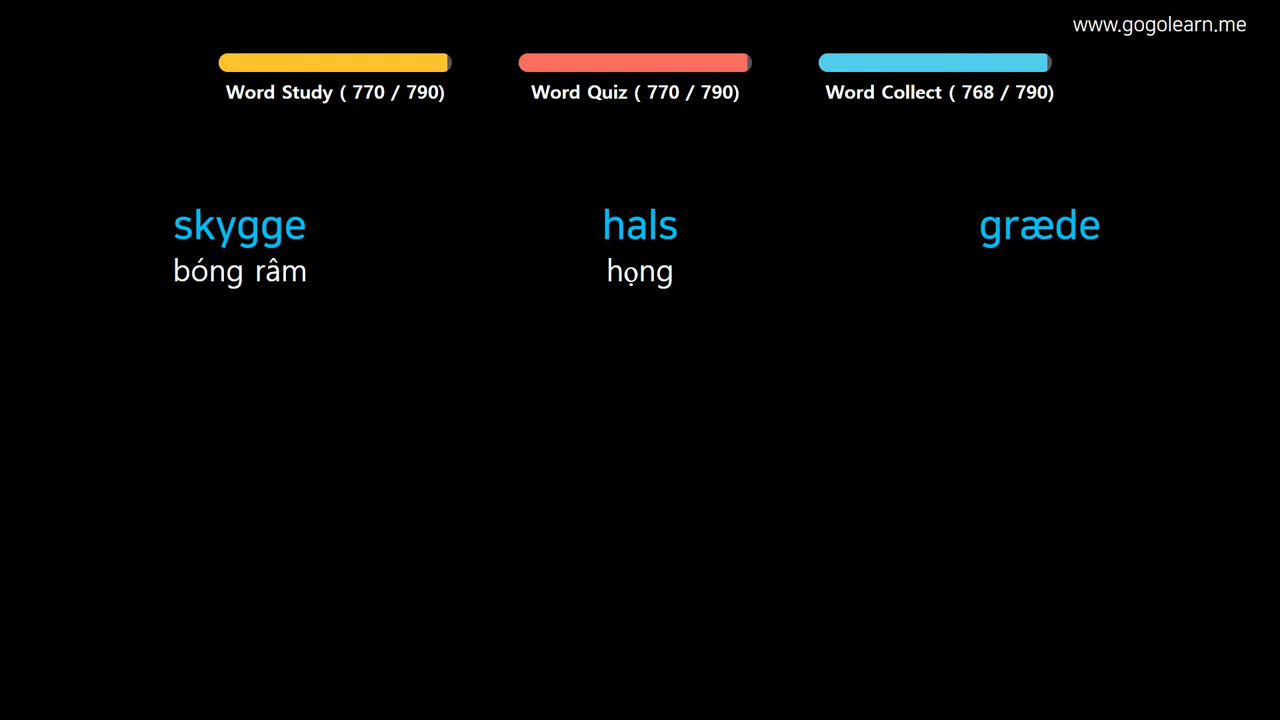 www.gogolearn.me
Word Study ( 770 / 790)
Word Quiz ( 770 / 790)
Word Collect ( 768 / 790)
skygge
bóng râm
hals
họng
græde